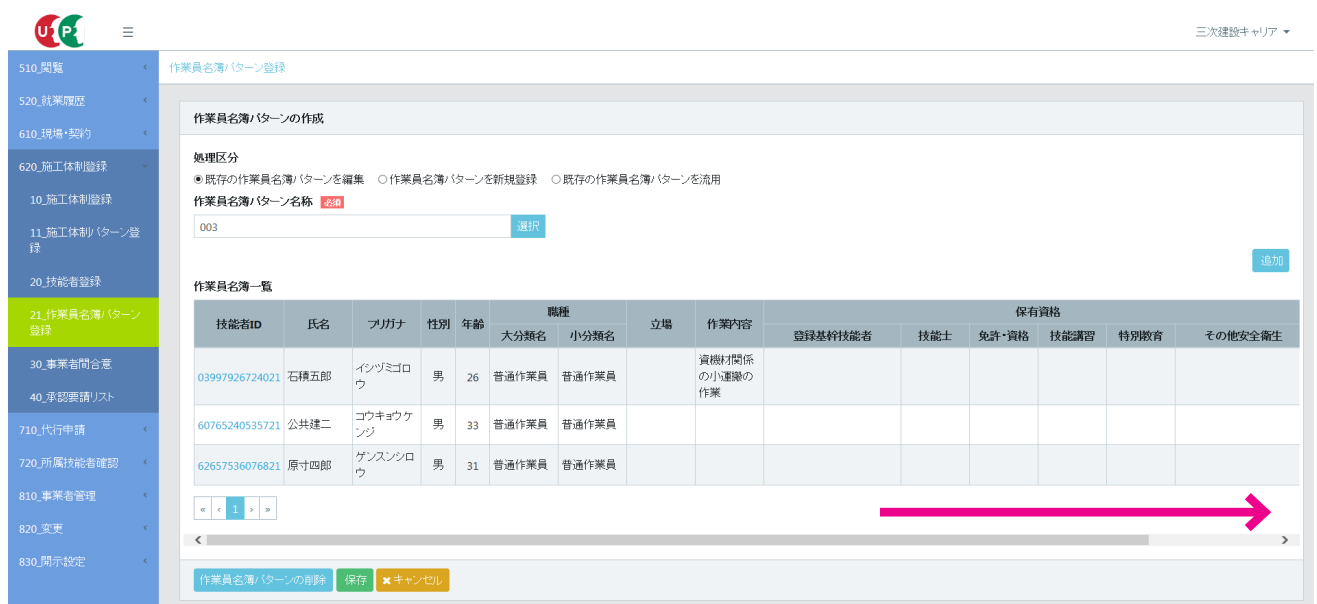 U P
三次建設キャリア
510_閲覧
520_就業履歴
610_現場・契約
620_施工体制登録
10_施工体制登録
11_施工体制パターン登
録
20_技能者登録
21_作業員名簿パターン
登録
30_事業者間合意
40_承認要請リスト
710_代行申請
720_所属技能者確認
810_事業者管理
820_変更
830_開示設定
作業員名簿パターン登録
作業員名簿パターンの作成
処理区分
既存の作業員名簿パターンを編集 作業員名簿パターンを新規登録 既存の作業員名簿パターンを流用
作業員名簿パターン名称 必須
003 選択
追加
作業員名簿一覧
技能者ID 氏名 フリガナ 性別 年齢 職種 立場 作業内容 保有資格
大分類名 小分類名 登録基幹技能者 技能士 免許・資格 技能講習 特別教育 その他安全衛生
03997926724021 石積五郎 イシヅミゴロ
ウ 男 26 普通作業員 普通作業員 資機材関係
の小運搬の
作業
60765240535721 公共建二 コウキョウケ
ンジ 男 33 普通作業員 普通作業員
62657536076821 原寸四郎 ゲンスンシロ
ウ 男 31 普通作業員 普通作業員
« ‹ 1 › »
作業員名簿パターンの削除 保存 ✖キャンセル